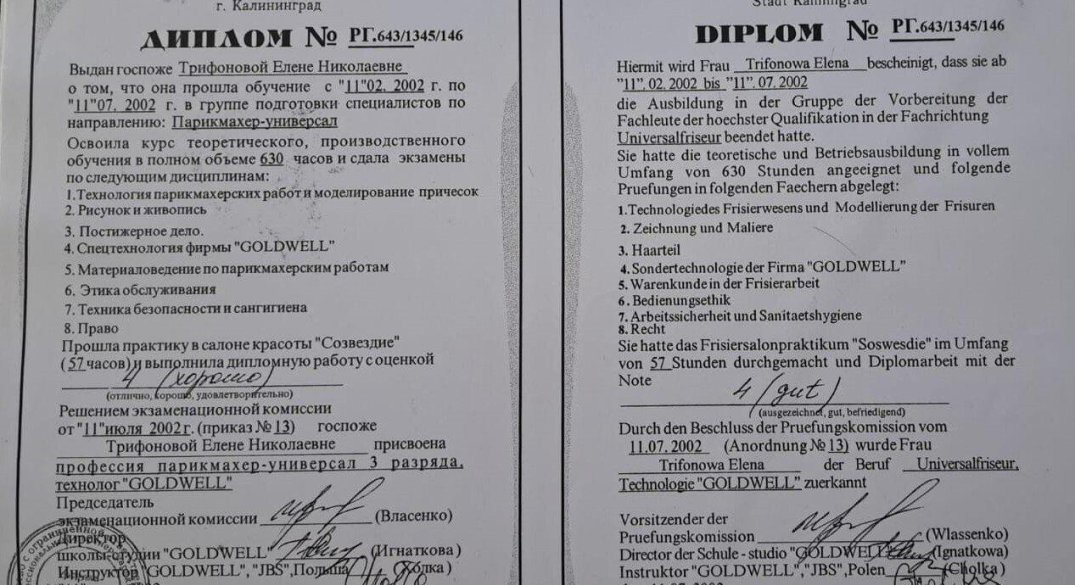 г. Калининград
ДИПЛОМ № РГ.643/1345/146
Выдан госпоже Трифоновой Елене Николаевне
о том, что она прошла обучение с "11"02. 2002 г. по
"11"07. 2002 г. в группе подготовки специалистов по
направлению: Парикмахер-универсал
Освоила курс теоретического, производственного
обучения в полном объеме 630 часов и сдала экзамены
по следующим дисциплинам:
1.Технология парикмахерских работ и моделирование причесок
2. Рисунок и живопись
3. Постижерное дело.
4. Спецтехнология фирмы "GOLDWELL"
5. Материаловедение по парикмахерским работам
6. Этика обслуживания
7. Техника безопасности и сангигиена
8. Право
Прошла практику в салоне красоты "Созвездие"
(57 часов) и выполнила дипломную работу с оценкой
4 (хорошо)
(отлично, хорошо, удовлетворительно)
Решением экзаменационной комиссии
от "11"июля 2002 г. (приказ № 13) госпоже
Трифоновой Елене Николаевне присвоена
профессия парикмахер-универсал 3 разряда,
технолог "GOLDWELL"
Председатель
экзаменационной комиссии (Власенко)
Директор
школы-студии "GOLDWELL" (Игнаткова)
Инструктор "GOLDWELL", "JBS", Польша (Холка)
Stadt Kaliningrad
DIPLOM № РГ.643/1345/146
Hiermit wird Frau Trifonowa Elena bescheinigt, dass sie ab
"11". 02. 2002 bis "11". 07. 2002
die Ausbildung in der Gruppe der Vorbereitung der
Fachleute der hoechster Qualifikation in der Fachrichtung
Universalfriseur beendet hatte.
Sie hatte die teoretische und Betriebsausbildung in vollem
Umfang von 630 Stunden angeeignet und folgende
Pruefungen in folgenden Faechern abgelegt:
1.Technologiedes Frisierwesens und Modellierung der Frisuren
2. Zeichnung und Maliere
3. Haarteil
4. Sondertechnologie der Firma "GOLDWELL"
5. Warenkunde in der Frisierarbeit
6. Bedienungsethik
7. Arbeitssicherheit und Sanitaetshygiene
8. Recht
Sie hatte das Frisiersalonpraktikum "Soswesdie" im Umfang
von 57 Stunden durchgemacht und Diplomarbeit mit der
Note
4 (gut)
(ausgezeichnet, gut, befriedigend)
Durch den Beschluss der Pruefungskomission vom
11.07. 2002 (Anordnung № 13) wurde Frau
Trifonowa Elena der Beruf Universalfriseur,
Technologie "GOLDWELL" zuerkannt
Vorsitzender der
Pruefungskomission (Wlassenko)
Director der Schule - studio "GOLDWELL" (Ignatkowa)
Instruktor "GOLDWELL", "JBS", Polen (Cholka)